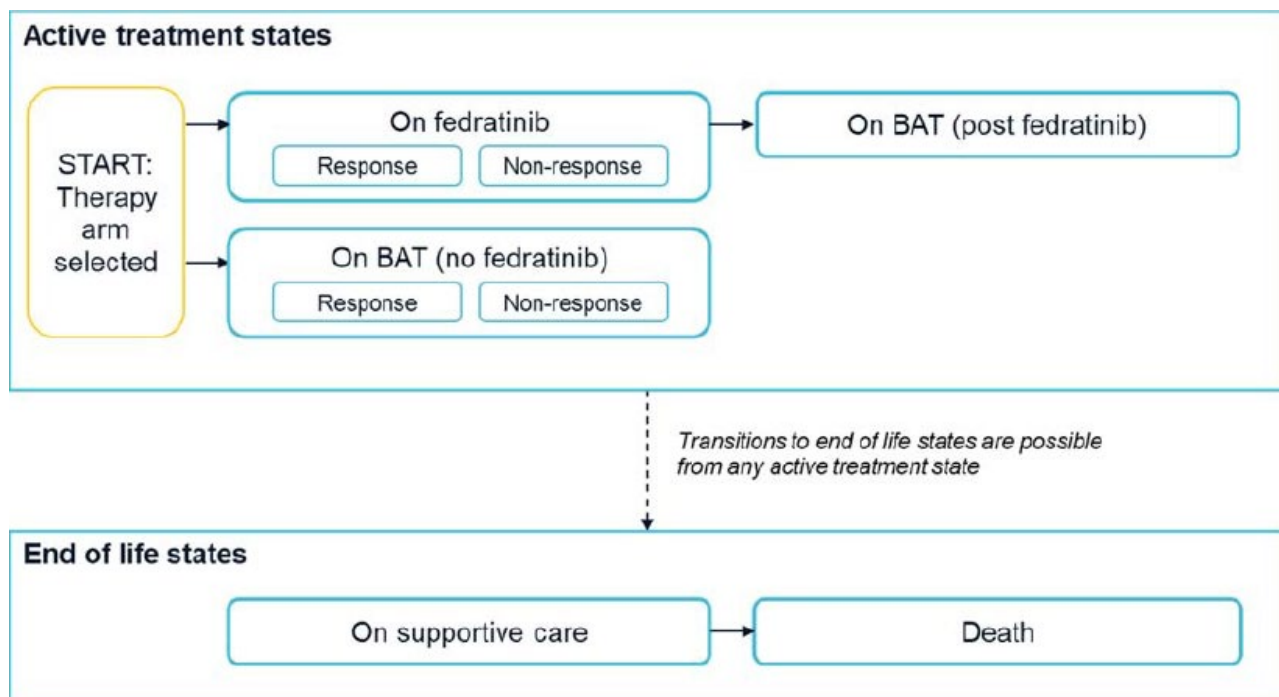 Active treatment states
START:
Therapy
arm
selected
On fedratinib
Response
Non-response
On BAT (post fedratinib)
On BAT (no fedratinib)
Response
Non-response
Transitions to end of life states are possible
from any active treatment state
End of life states
On supportive care
Death